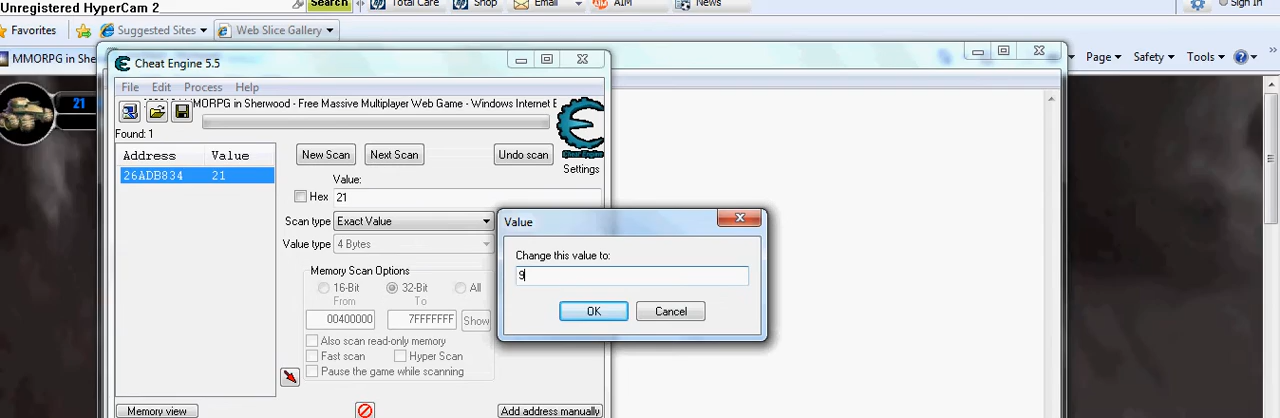 Unregistered HyperCam 2
Search
Total Care
Shop
Email
AIM
News
Sign In
Favorites
Suggested Sites
Web Slice Gallery
MMORPG in She
Page
Safety
Tools
Cheat Engine 5.5
File Edit Process Help
MORPG in Sherwood - Free Massive Multiplayer Web Game - Windows Internet E
Found: 1
Address Value
26ADB834 21
New Scan
Next Scan
Undo scan
Cheat Engine
Settings
Value:
Hex
21
Scan type
Exact Value
Value type
4 Bytes
Memory Scan Options
16-Bit
32-Bit
All
From
To
00400000
7FFFFFFF
Show
Also scan read-only memory
Fast scan
Hyper Scan
Pause the game while scanning
Memory view
Add address manually
Value
Change this value to:
9
OK
Cancel
21